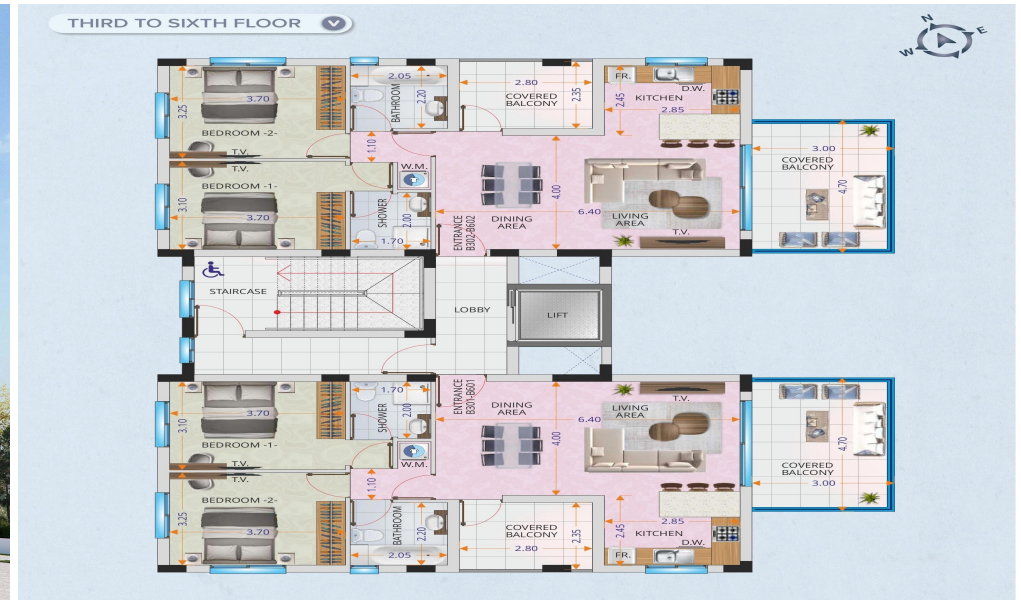 THIRD TO SIXTH FLOOR V
N
E
W
2.05
FR.
3.70
3.25
BATHROOM
2.20
2.80
COVERED
BALCONY
2.35
2.45
D.W.
KITCHEN
2.85
BEDROOM -2-
T.V.
1.10
3.00
COVERED
BALCONY
4.70
T.V.
BEDROOM -1-
W.M.
3.10
3.70
SHOWER
2.00
1.70
4.00
6.40
DINING
AREA
LIVING
AREA
T.V.
ENTRANCE
B302-B602
STAIRCASE
LOBBY
LIFT
ENTRANCE
B301-B601
1.70
SHOWER
2.00
3.70
3.10
BEDROOM -1-
T.V.
W.M.
DINING
AREA
6.40
4.00
LIVING
AREA
T.V.
4.70
COVERED
BALCONY
3.00
T.V.
BEDROOM -2-
1.10
3.25
3.70
BATHROOM
2.20
2.05
COVERED
BALCONY
2.80
2.35
2.45
2.85
KITCHEN
D.W.
FR.